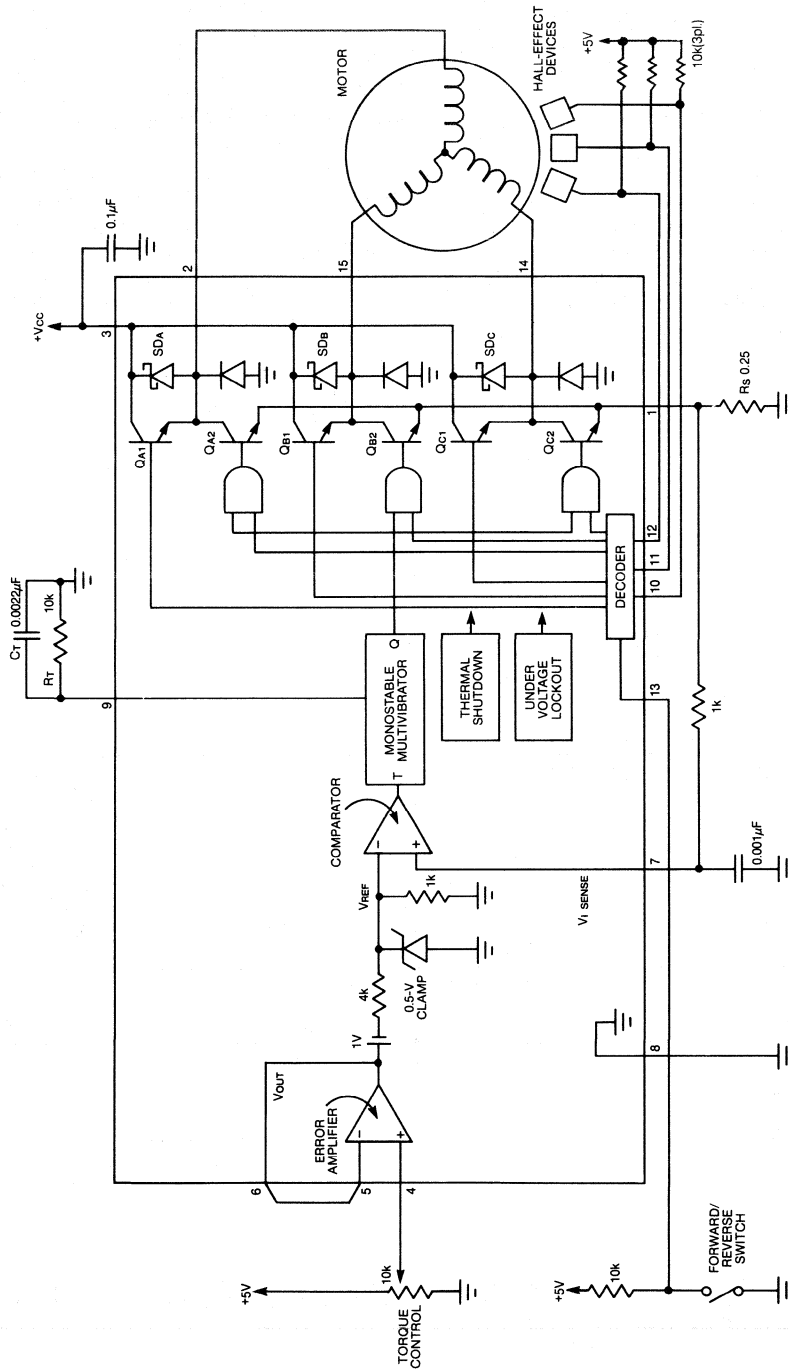 +VCC
0.1µF
3
2
MOTOR
HALL-EFFECT
DEVICES
+5V
10k(3pl.)
15
14
SDA
SDB
SDC
QA1
QA2
QB1
QB2
QC1
QC2
1
RS 0.25
CT 0.0022µF
10k
RT
9
MONOSTABLE
MULTIVIBRATOR
T
Q
THERMAL
SHUTDOWN
UNDER
VOLTAGE
LOCKOUT
DECODER
12
11
10
13
1k
COMPARATOR
−
+
VREF
1k
VI SENSE
7
0.001µF
4k
0.5-V
CLAMP
1V
VOUT
ERROR
AMPLIFIER
−
+
8
6
5
4
+5V
10k
TORQUE
CONTROL
+5V
10k
FORWARD/
REVERSE
SWITCH